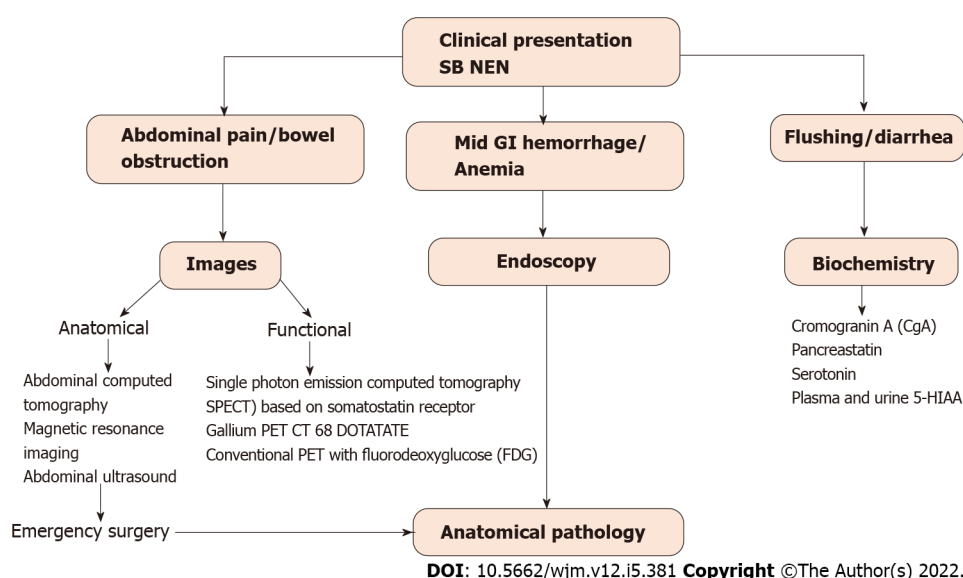 Clinical presentation
SB NEN
Abdominal pain/bowel
obstruction
Mid GI hemorrhage/
Anemia
Flushing/diarrhea
Images
Endoscopy
Biochemistry
Anatomical
Functional
Abdominal computed
tomography
Magnetic resonance
imaging
Abdominal ultrasound
Single photon emission computed tomography
SPECT) based on somatostatin receptor
Gallium PET CT 68 DOTATATE
Conventional PET with fluorodeoxyglucose (FDG)
Cromogranin A (CgA)
Pancreastatin
Serotonin
Plasma and urine 5-HIAA
Emergency surgery
Anatomical pathology
DOI: 10.5662/wjm.v12.i5.381 Copyright ©The Author(s) 2022.